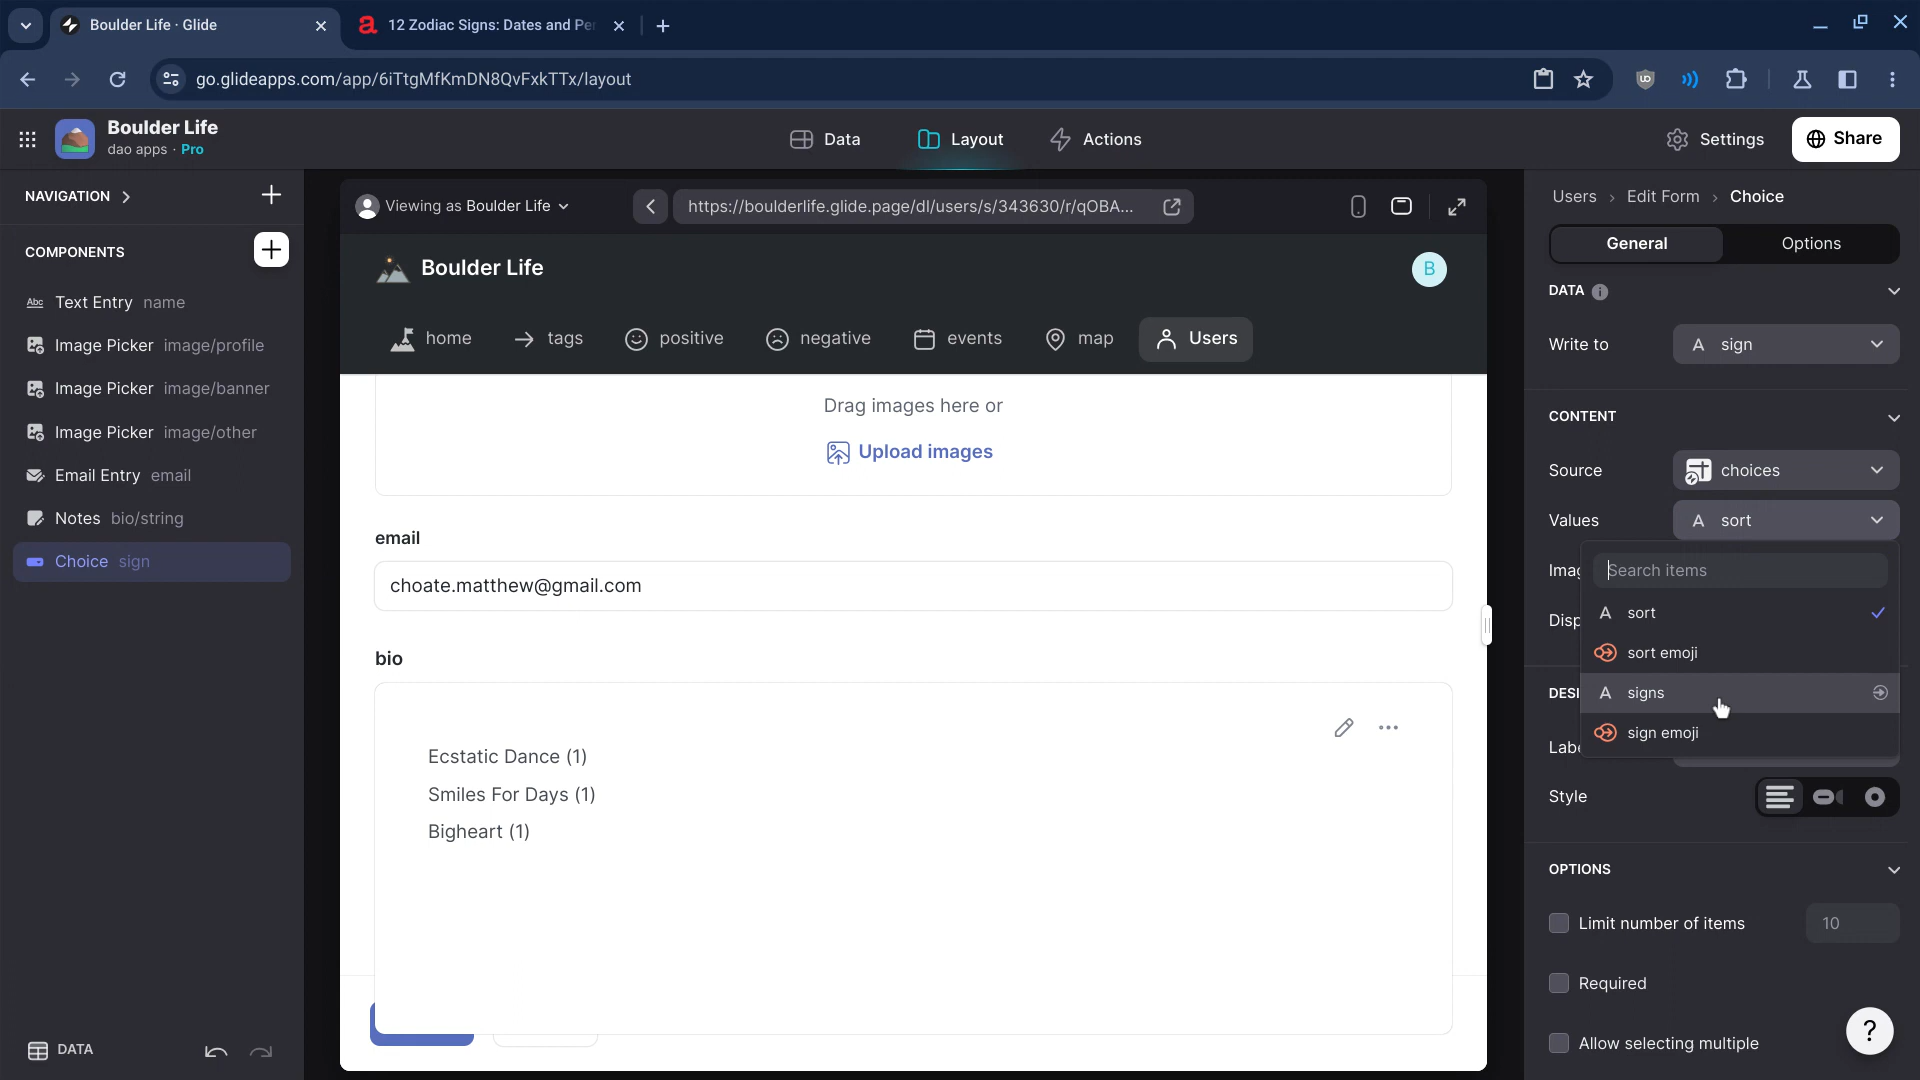 Boulder Life · Glide
12 Zodiac Signs: Dates and Pe
go.glideapps.com/app/6iTtgMfKmDN8QvFxkTTx/layout
Boulder Life
dao apps · Pro
Data
Layout
Actions
Settings
Share
NAVIGATION
COMPONENTS
Abc Text Entry name
Image Picker image/profile
Image Picker image/banner
Image Picker image/other
Email Entry email
Notes bio/string
Choice sign
DATA
Viewing as Boulder Life
https://boulderlife.glide.page/dl/users/s/343630/r/qOBA...
Boulder Life
B
home
tags
positive
negative
events
map
Users
Drag images here or
Upload images
email
choate.matthew@gmail.com
bio
Ecstatic Dance (1)
Smiles For Days (1)
Bigheart (1)
Users › Edit Form › Choice
General
Options
DATA
Write to
A sign
CONTENT
Source
choices
Values
A sort
Search items
A sort
sort emoji
A signs
sign emoji
Imag
Disp
DESI
Labe
Style
OPTIONS
Limit number of items
10
Required
Allow selecting multiple
?